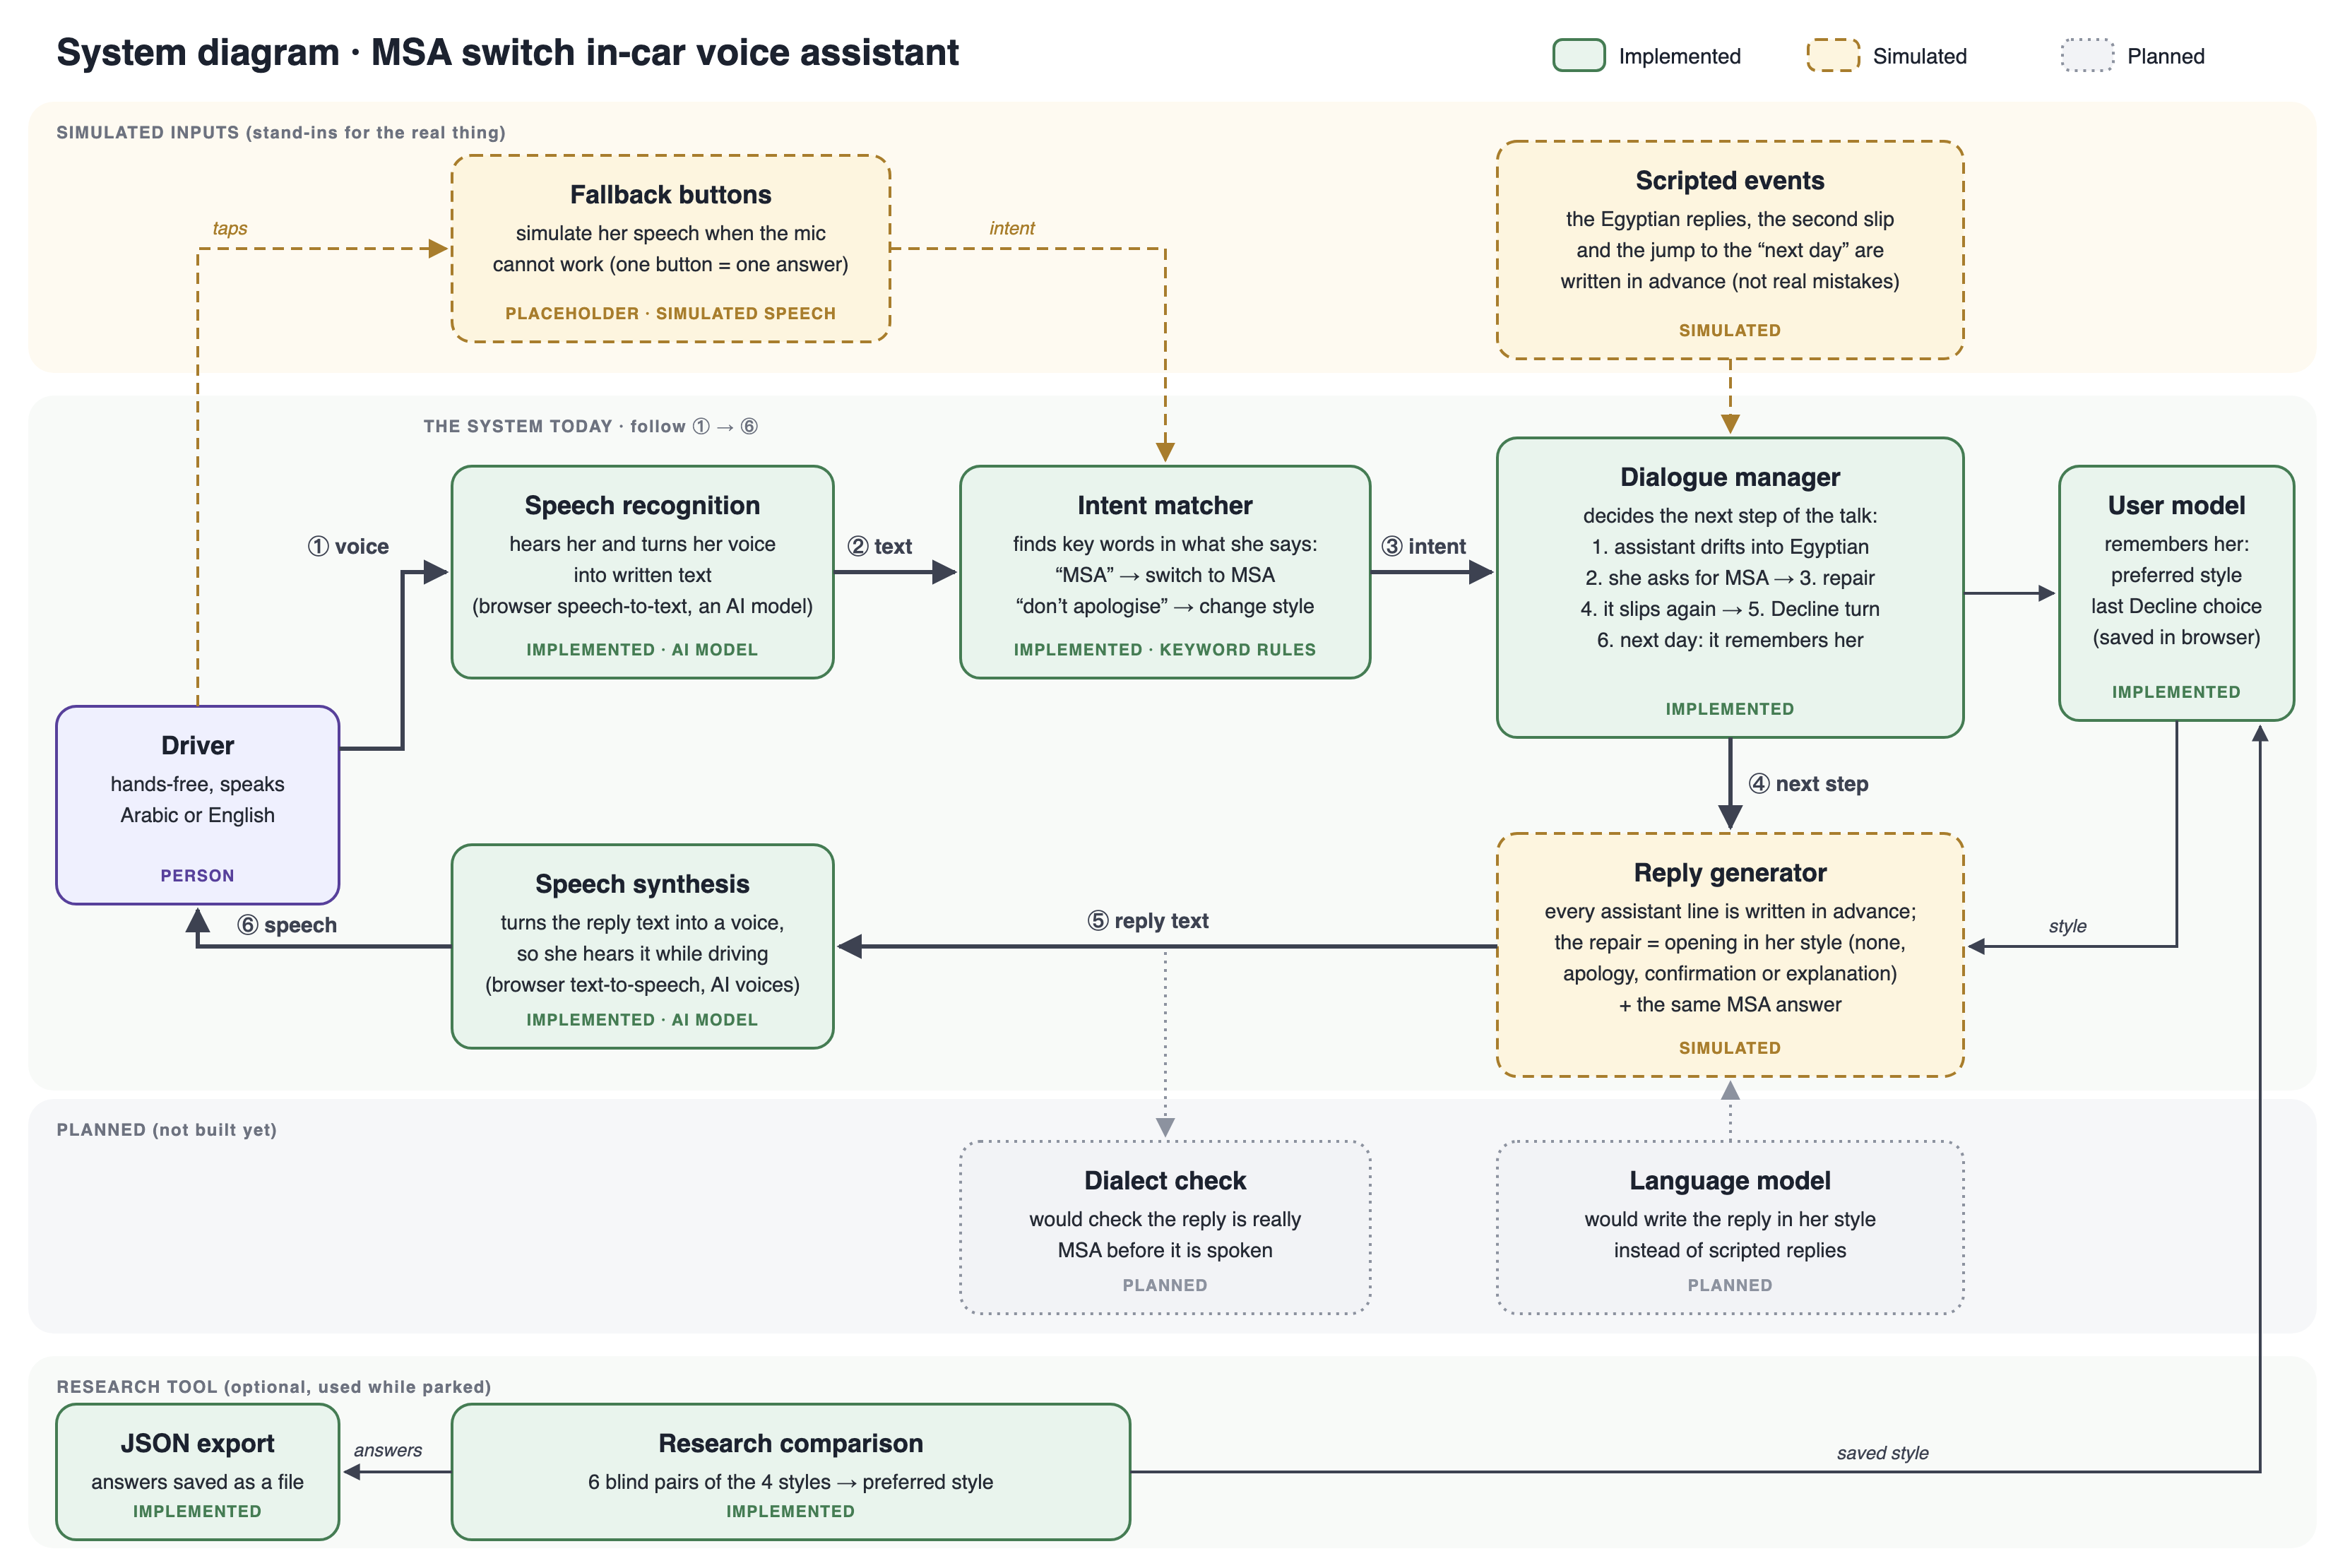 System diagram · MSA switch in-car voice assistant
Implemented
Simulated
Planned
SIMULATED INPUTS (stand-ins for the real thing)
Fallback buttons
simulate her speech when the mic
cannot work (one button = one answer)
PLACEHOLDER · SIMULATED SPEECH
taps
intent
Scripted events
the Egyptian replies, the second slip
and the jump to the “next day” are
written in advance (not real mistakes)
SIMULATED
THE SYSTEM TODAY · follow ① → ⑥
① voice
Speech recognition
hears her and turns her voice
into written text
(browser speech-to-text, an AI model)
IMPLEMENTED · AI MODEL
② text
Intent matcher
finds key words in what she says:
“MSA” → switch to MSA
“don’t apologise” → change style
IMPLEMENTED · KEYWORD RULES
③ intent
Dialogue manager
decides the next step of the talk:
1. assistant drifts into Egyptian
2. she asks for MSA → 3. repair
4. it slips again → 5. Decline turn
6. next day: it remembers her
IMPLEMENTED
User model
remembers her:
preferred style
last Decline choice
(saved in browser)
IMPLEMENTED
Driver
hands-free, speaks
Arabic or English
PERSON
④ next step
Speech synthesis
turns the reply text into a voice,
so she hears it while driving
(browser text-to-speech, AI voices)
IMPLEMENTED · AI MODEL
⑥ speech
⑤ reply text
Reply generator
every assistant line is written in advance;
the repair = opening in her style (none,
apology, confirmation or explanation)
+ the same MSA answer
SIMULATED
style
PLANNED (not built yet)
Dialect check
would check the reply is really
MSA before it is spoken
PLANNED
Language model
would write the reply in her style
instead of scripted replies
PLANNED
RESEARCH TOOL (optional, used while parked)
JSON export
answers saved as a file
IMPLEMENTED
answers
Research comparison
6 blind pairs of the 4 styles → preferred style
IMPLEMENTED
saved style